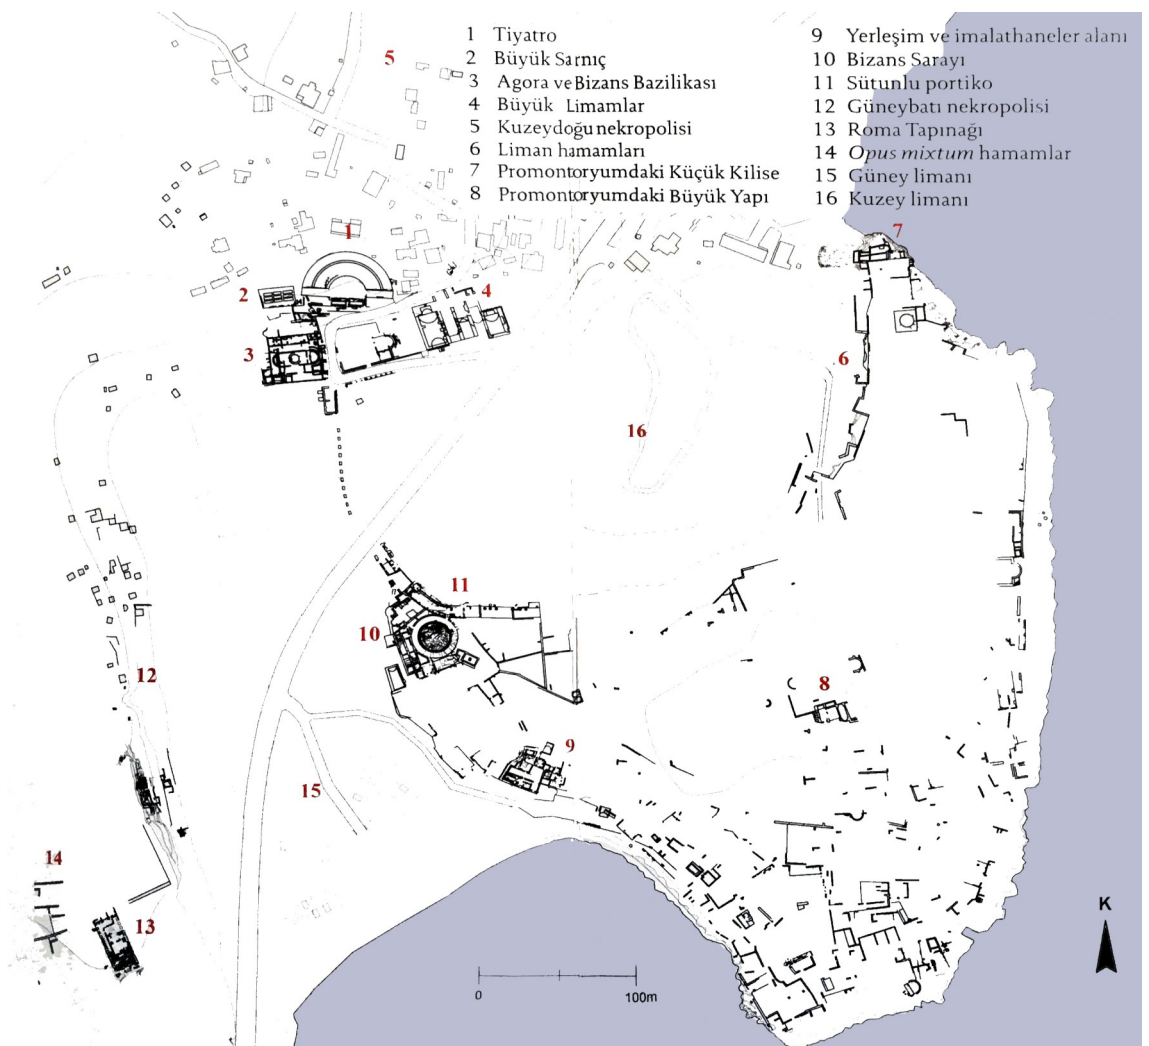 1 Tiyatro
2 Büyük Sarnıç
3 Agora ve Bizans Bazilikası
4 Büyük Limamlar
5 Kuzeydoğu nekropolisi
6 Liman hamamları
7 Promontoryumdaki Küçük Kilise
8 Promontoryumdaki Büyük Yapı
9 Yerleşim ve imalathaneler alanı
10 Bizans Sarayı
11 Sütunlu portiko
12 Güneybatı nekropolisi
13 Roma Tapınağı
14 Opus mixtum hamamlar
15 Güney limanı
16 Kuzey limanı
5
1
7
2
4
3
6
16
11
10
12
8
9
15
14
13
K
0
100m